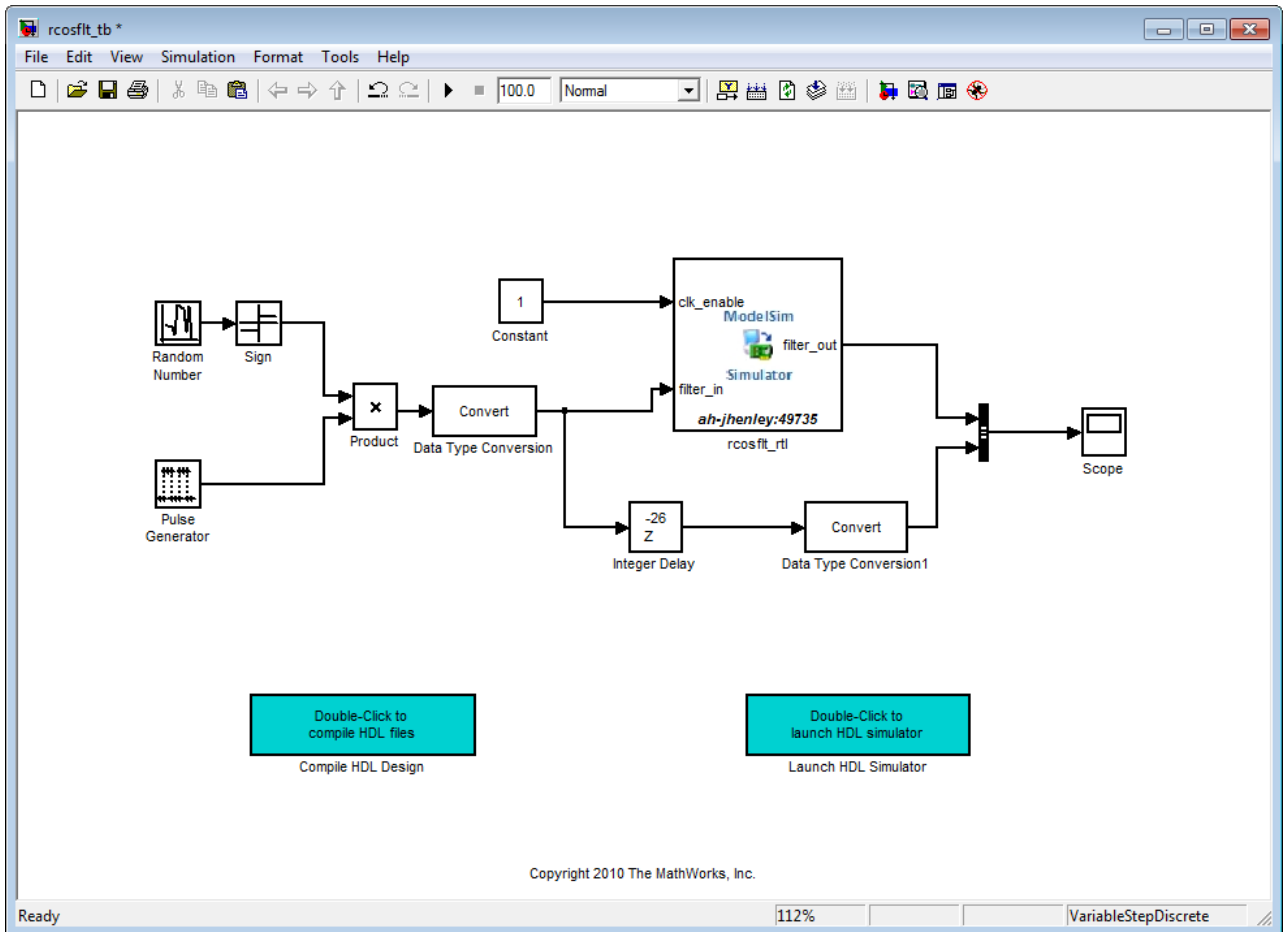 rcosflt_tb *
File Edit View Simulation Format Tools Help
100.0 Normal
1
Constant
clk_enable
ModelSim
filter_out
Simulator
filter_in
ah-jhenley:49735
rcosflt_rtl
Random
Number
Sign
×
Product
Convert
Data Type Conversion
Scope
Pulse
Generator
-26
Z
Integer Delay
Convert
Data Type Conversion1
Double-Click to
compile HDL files
Compile HDL Design
Double-Click to
launch HDL simulator
Launch HDL Simulator
Copyright 2010 The MathWorks, Inc.
Ready 112% VariableStepDiscrete